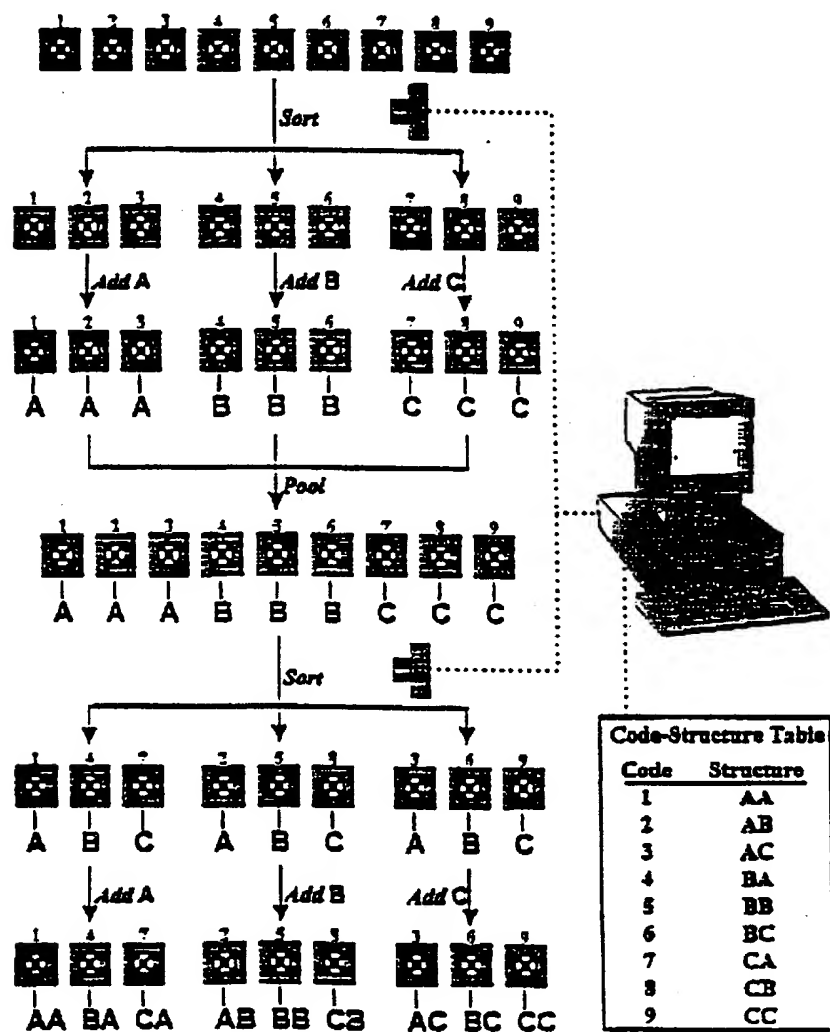 1 2 3 4 5 6 7 8 9
Sort
1 2 3 4 5 6 7 8 9
Add A Add B Add C
1 2 3 4 5 6 7 8 9
A A A B B B C C C
Pool
1 2 3 4 5 6 7 8 9
A A A B B B C C C
Sort
1 4 7 2 5 8 3 6 9
A B C A B C A B C
Add A Add B Add C
1 4 7 2 5 8 3 6 9
AA BA CA AB BB CB AC BC CC
Code-Structure Table
Code Structure
1 AA
2 AB
3 AC
4 BA
5 BB
6 BC
7 CA
8 CB
9 CC